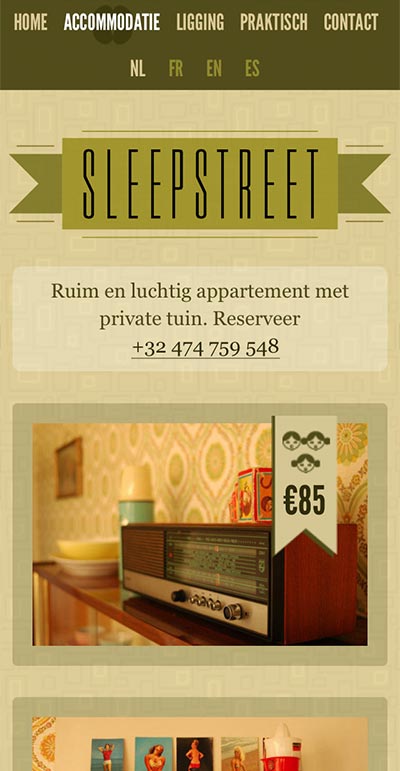 HOME ACCOMMODATIE LIGGING PRAKTISCH CONTACT
NL FR EN ES
SLEEPSTREET
Ruim en luchtig appartement met
private tuin. Reserveer
+32 474 759 548
€85